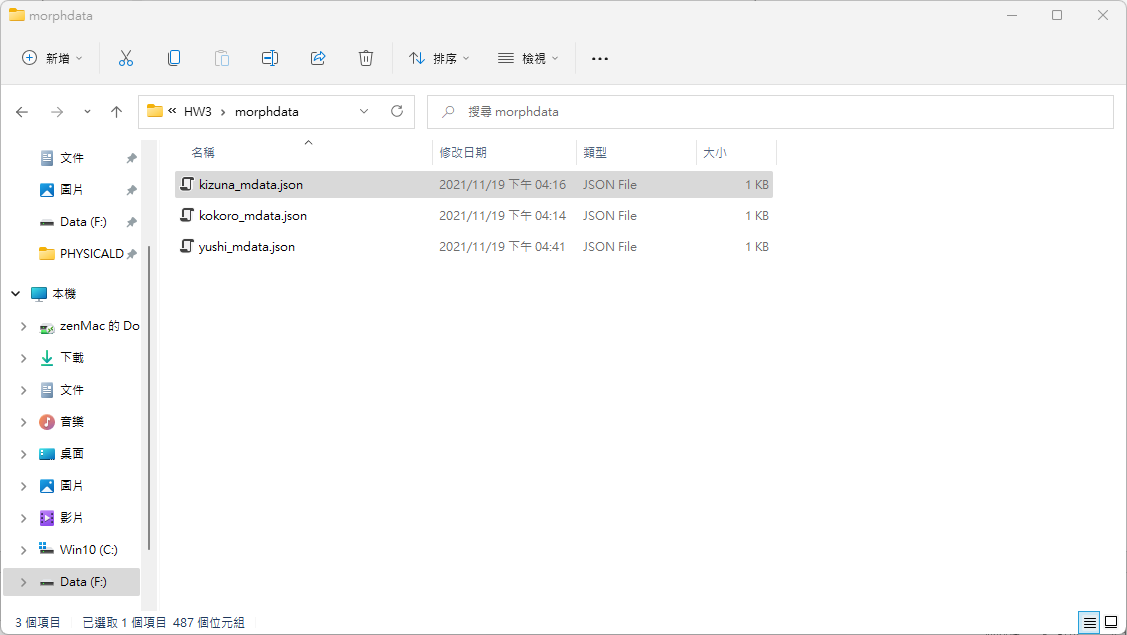 morphdata
新增
排序
檢視
«  HW3  ›  morphdata
搜尋 morphdata
文件
圖片
Data (F:)
PHYSICALD
本機
zenMac 的 Do
下載
文件
音樂
桌面
圖片
影片
Win10 (C:)
Data (F:)
名稱 修改日期 類型 大小
kizuna_mdata.json 2021/11/19 下午 04:16 JSON File 1 KB
kokoro_mdata.json 2021/11/19 下午 04:14 JSON File 1 KB
yushi_mdata.json 2021/11/19 下午 04:41 JSON File 1 KB
3 個項目 已選取 1 個項目 487 個位元組